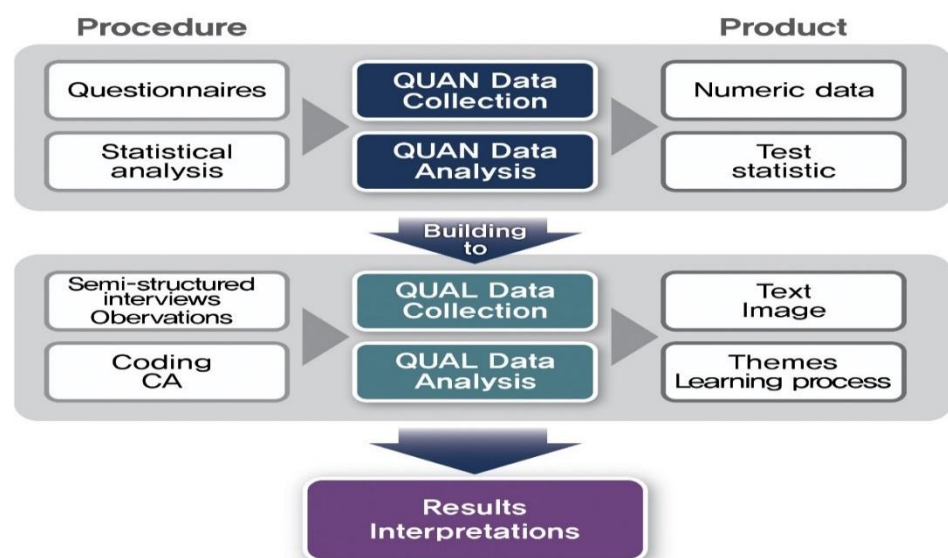 Procedure
Product
Questionnaires
QUAN Data
Collection
Numeric data
Statistical
analysis
QUAN Data
Analysis
Test
statistic
Building
to
Semi-structured
interviews
Obervations
QUAL Data
Collection
Text
Image
Coding
CA
QUAL Data
Analysis
Themes
Learning process
Results
Interpretations